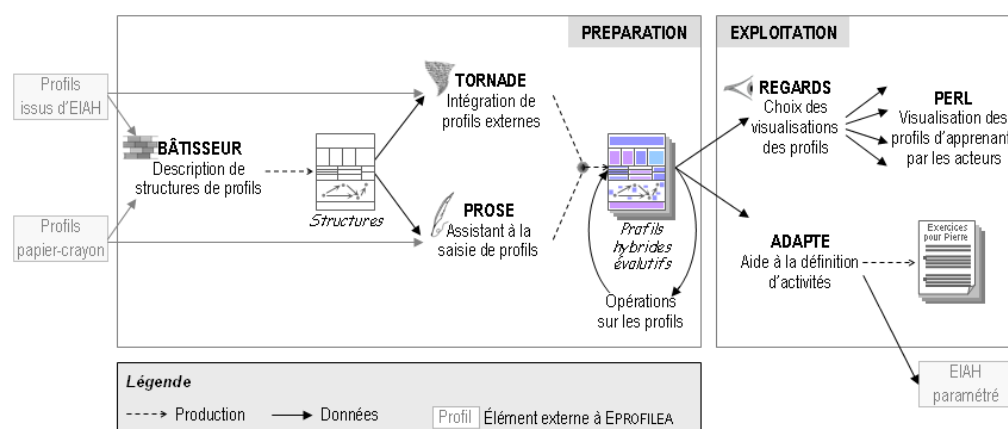 PREPARATION
EXPLOITATION
Profils
issus d'EIAH
Profils
papier-crayon
BÂTISSEUR
Description de
structures de profils
Structures
TORNADE
Intégration de
profils externes
PROSE
Assistant à la
saisie de profils
Profils
hybrides
évolutifs
Opérations
sur les profils
REGARDS
Choix des
visualisations
des profils
PERL
Visualisation des
profils d'apprenant
par les acteurs
ADAPTE
Aide à la définition
d'activités
Exercices
pour Pierre
EIAH
paramétré
Légende
Production
Données
Profil
Élément externe à EPROFILEA